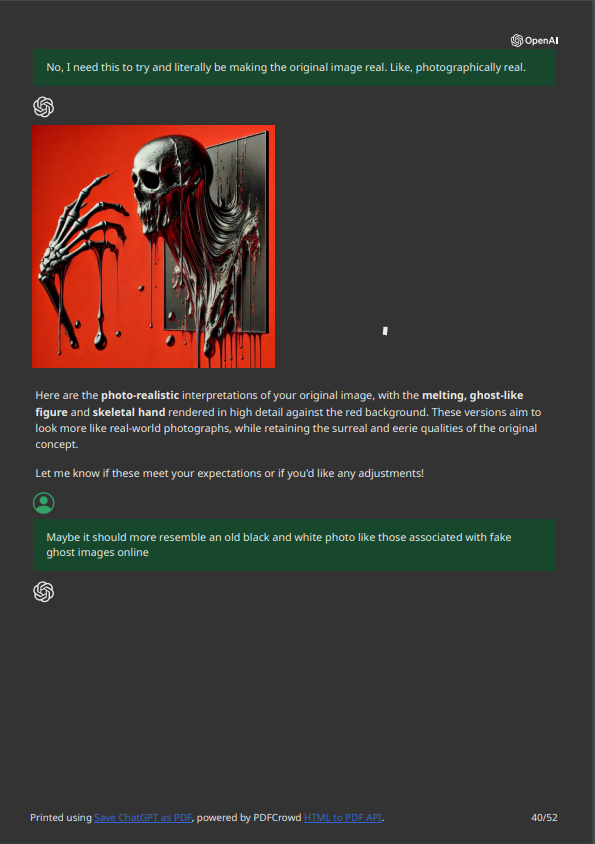 OpenAI
No, I need this to try and literally be making the original image real. Like, photographically real.
Here are the photo-realistic interpretations of your original image, with the melting, ghost-like
figure and skeletal hand rendered in high detail against the red background. These versions aim to
look more like real-world photographs, while retaining the surreal and eerie qualities of the original
concept.
Let me know if these meet your expectations or if you'd like any adjustments!
Maybe it should more resemble an old black and white photo like those associated with fake
ghost images online
Printed using Save ChatGPT as PDF, powered by PDFCrowd HTML to PDF API.
40/52